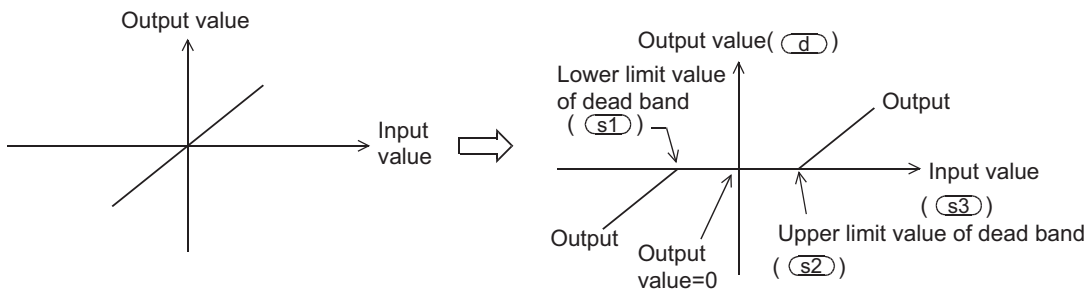 Output value
Input
value
Output value( d )
Lower limit value
of dead band
( s1 )
Output
Input value
( s3 )
Output
Output
value=0
Upper limit value of dead band
( s2 )